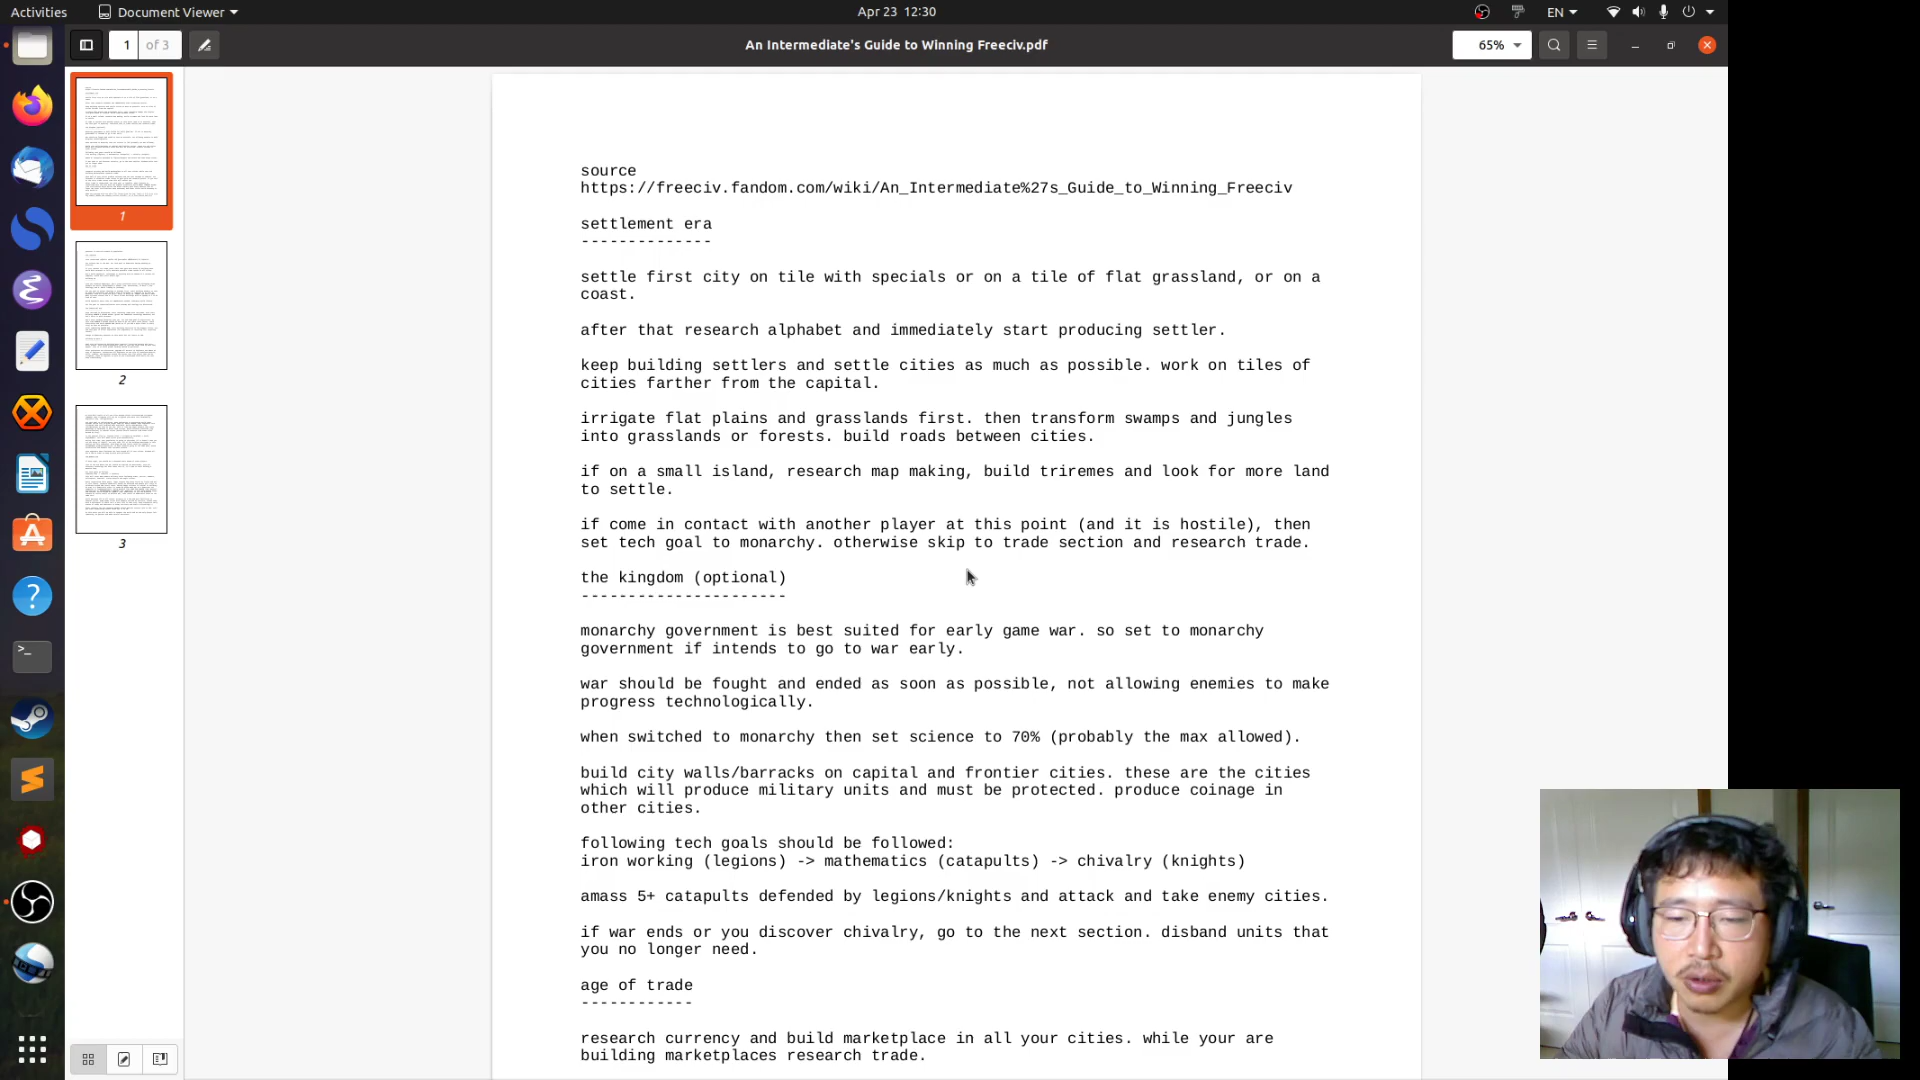 Activities
Document Viewer
Apr 23 12:30
EN
1 of 3
An Intermediate's Guide to Winning Freeciv.pdf
65%
1
2
3
source
https://freeciv.fandom.com/wiki/An_Intermediate%27s_Guide_to_Winning_Freeciv
settlement era
--------------
settle first city on tile with specials or on a tile of flat grassland, or on a
coast.
after that research alphabet and immediately start producing settler.
keep building settlers and settle cities as much as possible. work on tiles of
cities farther from the capital.
irrigate flat plains and grasslands first. then transform swamps and jungles
into grasslands or forests. build roads between cities.
if on a small island, research map making, build triremes and look for more land
to settle.
if come in contact with another player at this point (and it is hostile), then
set tech goal to monarchy. otherwise skip to trade section and research trade.
the kingdom (optional)
----------------------
monarchy government is best suited for early game war. so set to monarchy
government if intends to go to war early.
war should be fought and ended as soon as possible, not allowing enemies to make
progress technologically.
when switched to monarchy then set science to 70% (probably the max allowed).
build city walls/barracks on capital and frontier cities. these are the cities
which will produce military units and must be protected. produce coinage in
other cities.
following tech goals should be followed:
iron working (legions) -> mathematics (catapults) -> chivalry (knights)
amass 5+ catapults defended by legions/knights and attack and take enemy cities.
if war ends or you discover chivalry, go to the next section. disband units that
you no longer need.
age of trade
------------
research currency and build marketplace in all your cities. while your are
building marketplaces research trade.